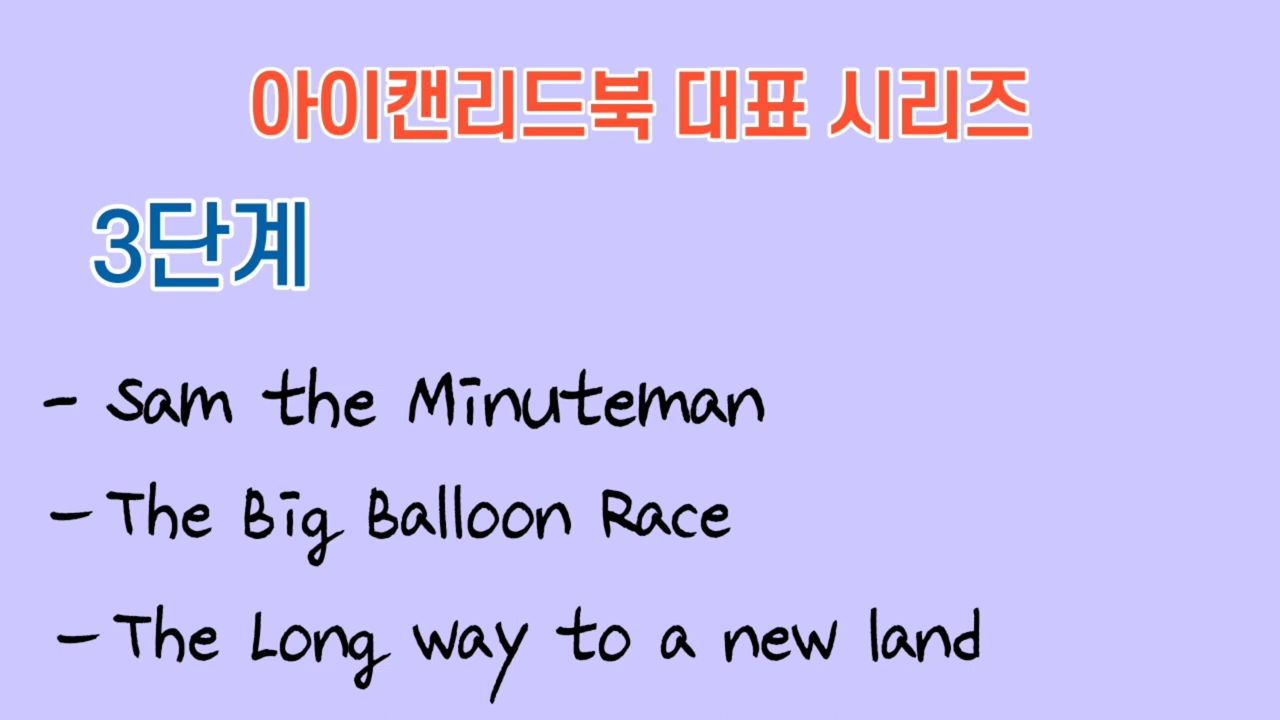 아이캔리드북 대표 시리즈
3단계
- Sam the Minuteman
- The Big Balloon Race
- The Long way to a new land